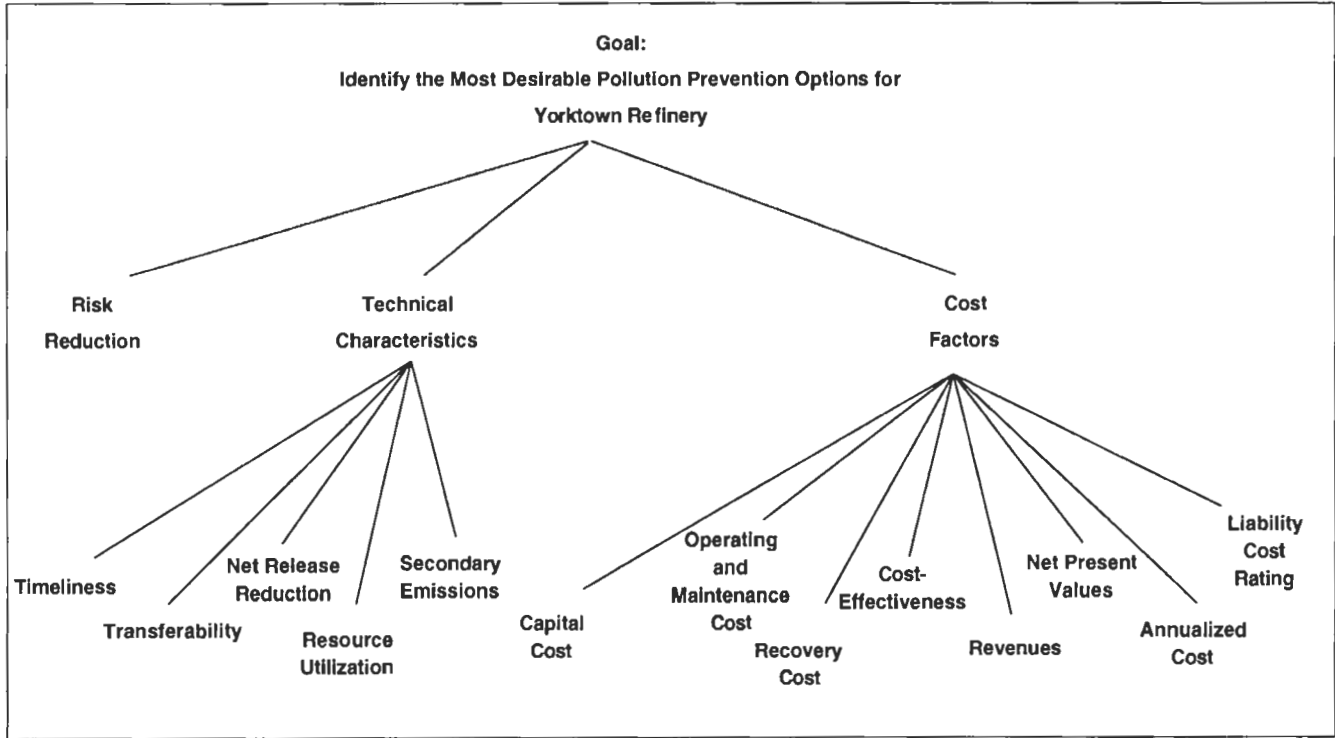 Goal:
Identify the Most Desirable Pollution Prevention Options for
Yorktown Refinery
Risk
Reduction
Technical
Characteristics
Cost
Factors
Timeliness
Transferability
Net Release
Reduction
Resource
Utilization
Secondary
Emissions
Capital
Cost
Operating
and
Maintenance
Cost
Recovery
Cost
Cost-
Effectiveness
Revenues
Net Present
Values
Annualized
Cost
Liability
Cost
Rating